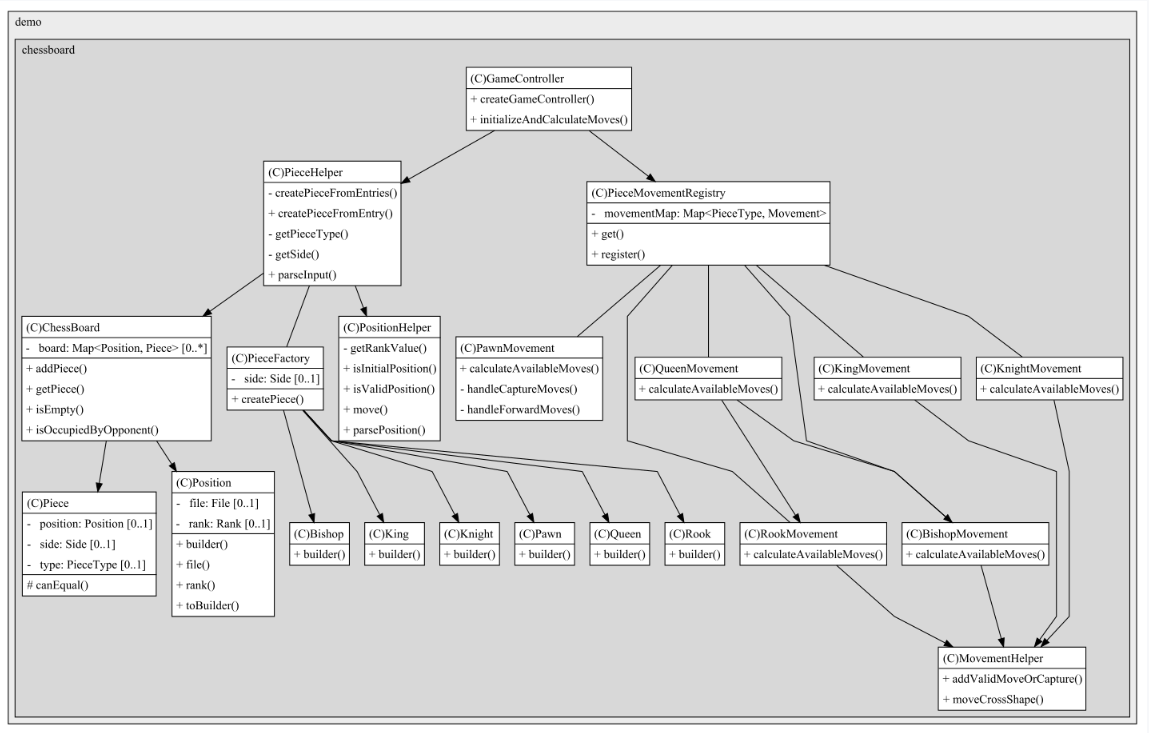 demo
chessboard
(C)GameController
+ createGameController()
+ initializeAndCalculateMoves()
(C)PieceHelper
- createPieceFromEntries()
+ createPieceFromEntry()
- getPieceType()
- getSide()
+ parseInput()
(C)PieceMovementRegistry
- movementMap: Map<PieceType, Movement>
+ get()
+ register()
(C)ChessBoard
- board: Map<Position, Piece> [0..*]
+ addPiece()
+ getPiece()
+ isEmpty()
+ isOccupiedByOpponent()
(C)PieceFactory
- side: Side [0..1]
+ createPiece()
(C)PositionHelper
- getRankValue()
+ isInitialPosition()
+ isValidPosition()
+ move()
+ parsePosition()
(C)PawnMovement
+ calculateAvailableMoves()
- handleCaptureMoves()
- handleForwardMoves()
(C)QueenMovement
+ calculateAvailableMoves()
(C)KingMovement
+ calculateAvailableMoves()
(C)KnightMovement
+ calculateAvailableMoves()
(C)Piece
- position: Position [0..1]
- side: Side [0..1]
- type: PieceType [0..1]
# canEqual()
(C)Position
- file: File [0..1]
- rank: Rank [0..1]
+ builder()
+ file()
+ rank()
+ toBuilder()
(C)Bishop
+ builder()
(C)King
+ builder()
(C)Knight
+ builder()
(C)Pawn
+ builder()
(C)Queen
+ builder()
(C)Rook
+ builder()
(C)RookMovement
+ calculateAvailableMoves()
(C)BishopMovement
+ calculateAvailableMoves()
(C)MovementHelper
+ addValidMoveOrCapture()
+ moveCrossShape()